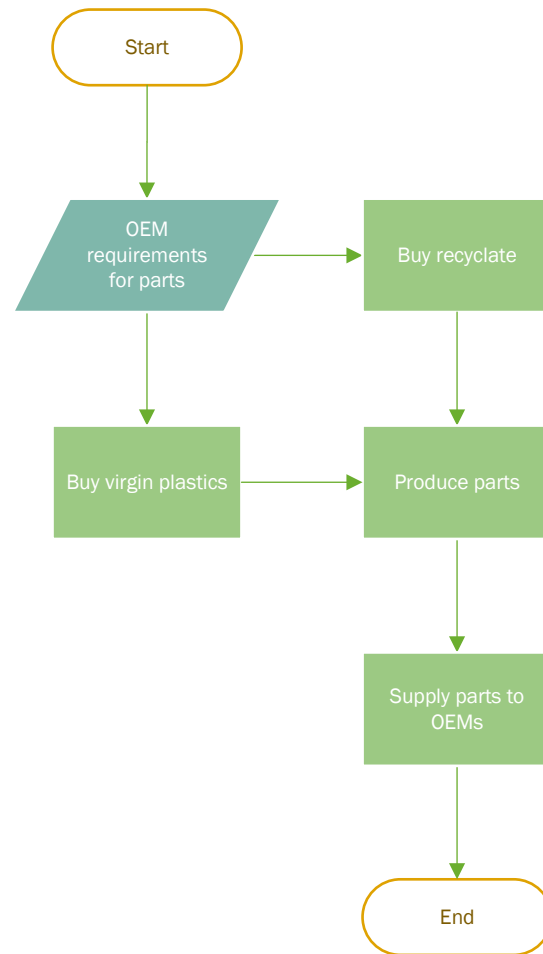 Start
OEM
requirements
for parts
Buy recyclate
Buy virgin plastics
Produce parts
Supply parts to
OEMs
End